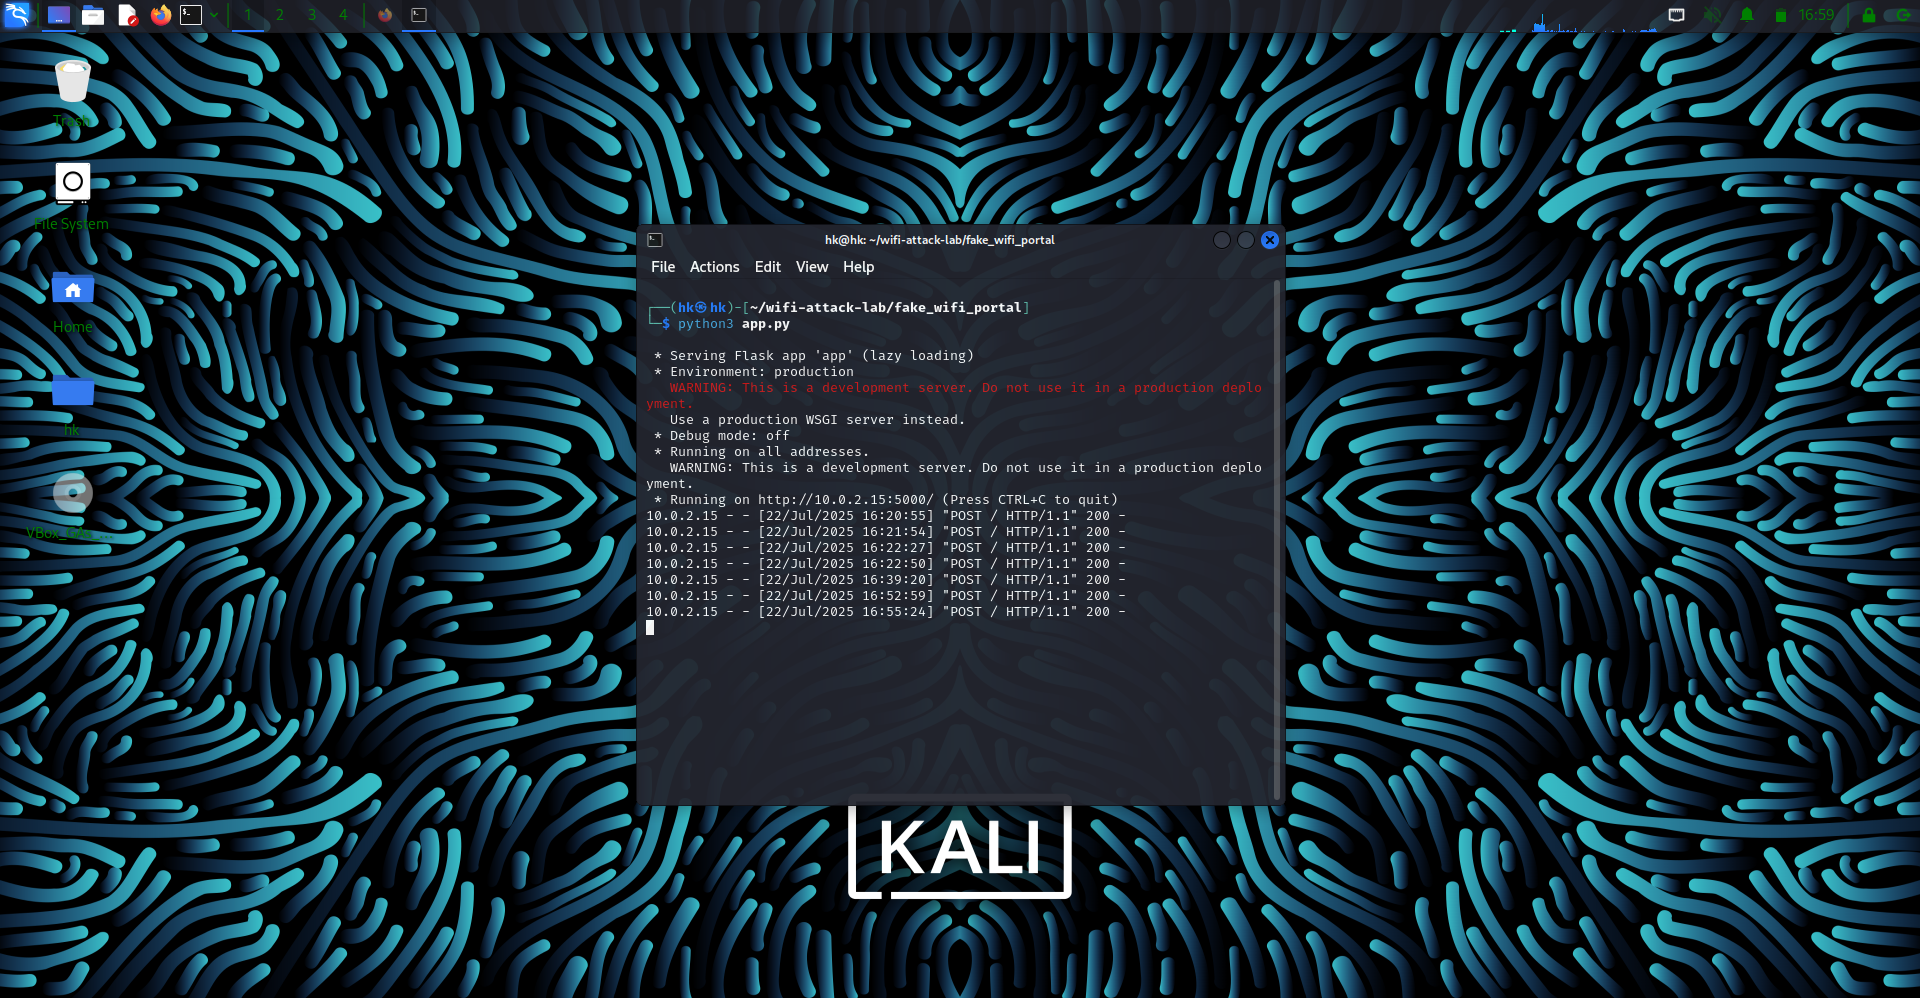 1 2 3 4
16:59
Trash
File System
Home
hk
hk@hk: ~/wifi-attack-lab/fake_wifi_portal
File Actions Edit View Help
┌──(hk㉿hk)-[~/wifi-attack-lab/fake_wifi_portal]
└─$ python3 app.py
* Serving Flask app 'app' (lazy loading)
* Environment: production
WARNING: This is a development server. Do not use it in a production deplo
yment.
Use a production WSGI server instead.
* Debug mode: off
* Running on all addresses.
WARNING: This is a development server. Do not use it in a production deplo
yment.
* Running on http://10.0.2.15:5000/ (Press CTRL+C to quit)
10.0.2.15 - - [22/Jul/2025 16:20:55] "POST / HTTP/1.1" 200 -
10.0.2.15 - - [22/Jul/2025 16:21:54] "POST / HTTP/1.1" 200 -
10.0.2.15 - - [22/Jul/2025 16:22:27] "POST / HTTP/1.1" 200 -
10.0.2.15 - - [22/Jul/2025 16:22:50] "POST / HTTP/1.1" 200 -
10.0.2.15 - - [22/Jul/2025 16:39:20] "POST / HTTP/1.1" 200 -
10.0.2.15 - - [22/Jul/2025 16:52:59] "POST / HTTP/1.1" 200 -
10.0.2.15 - - [22/Jul/2025 16:55:24] "POST / HTTP/1.1" 200 -
KALI